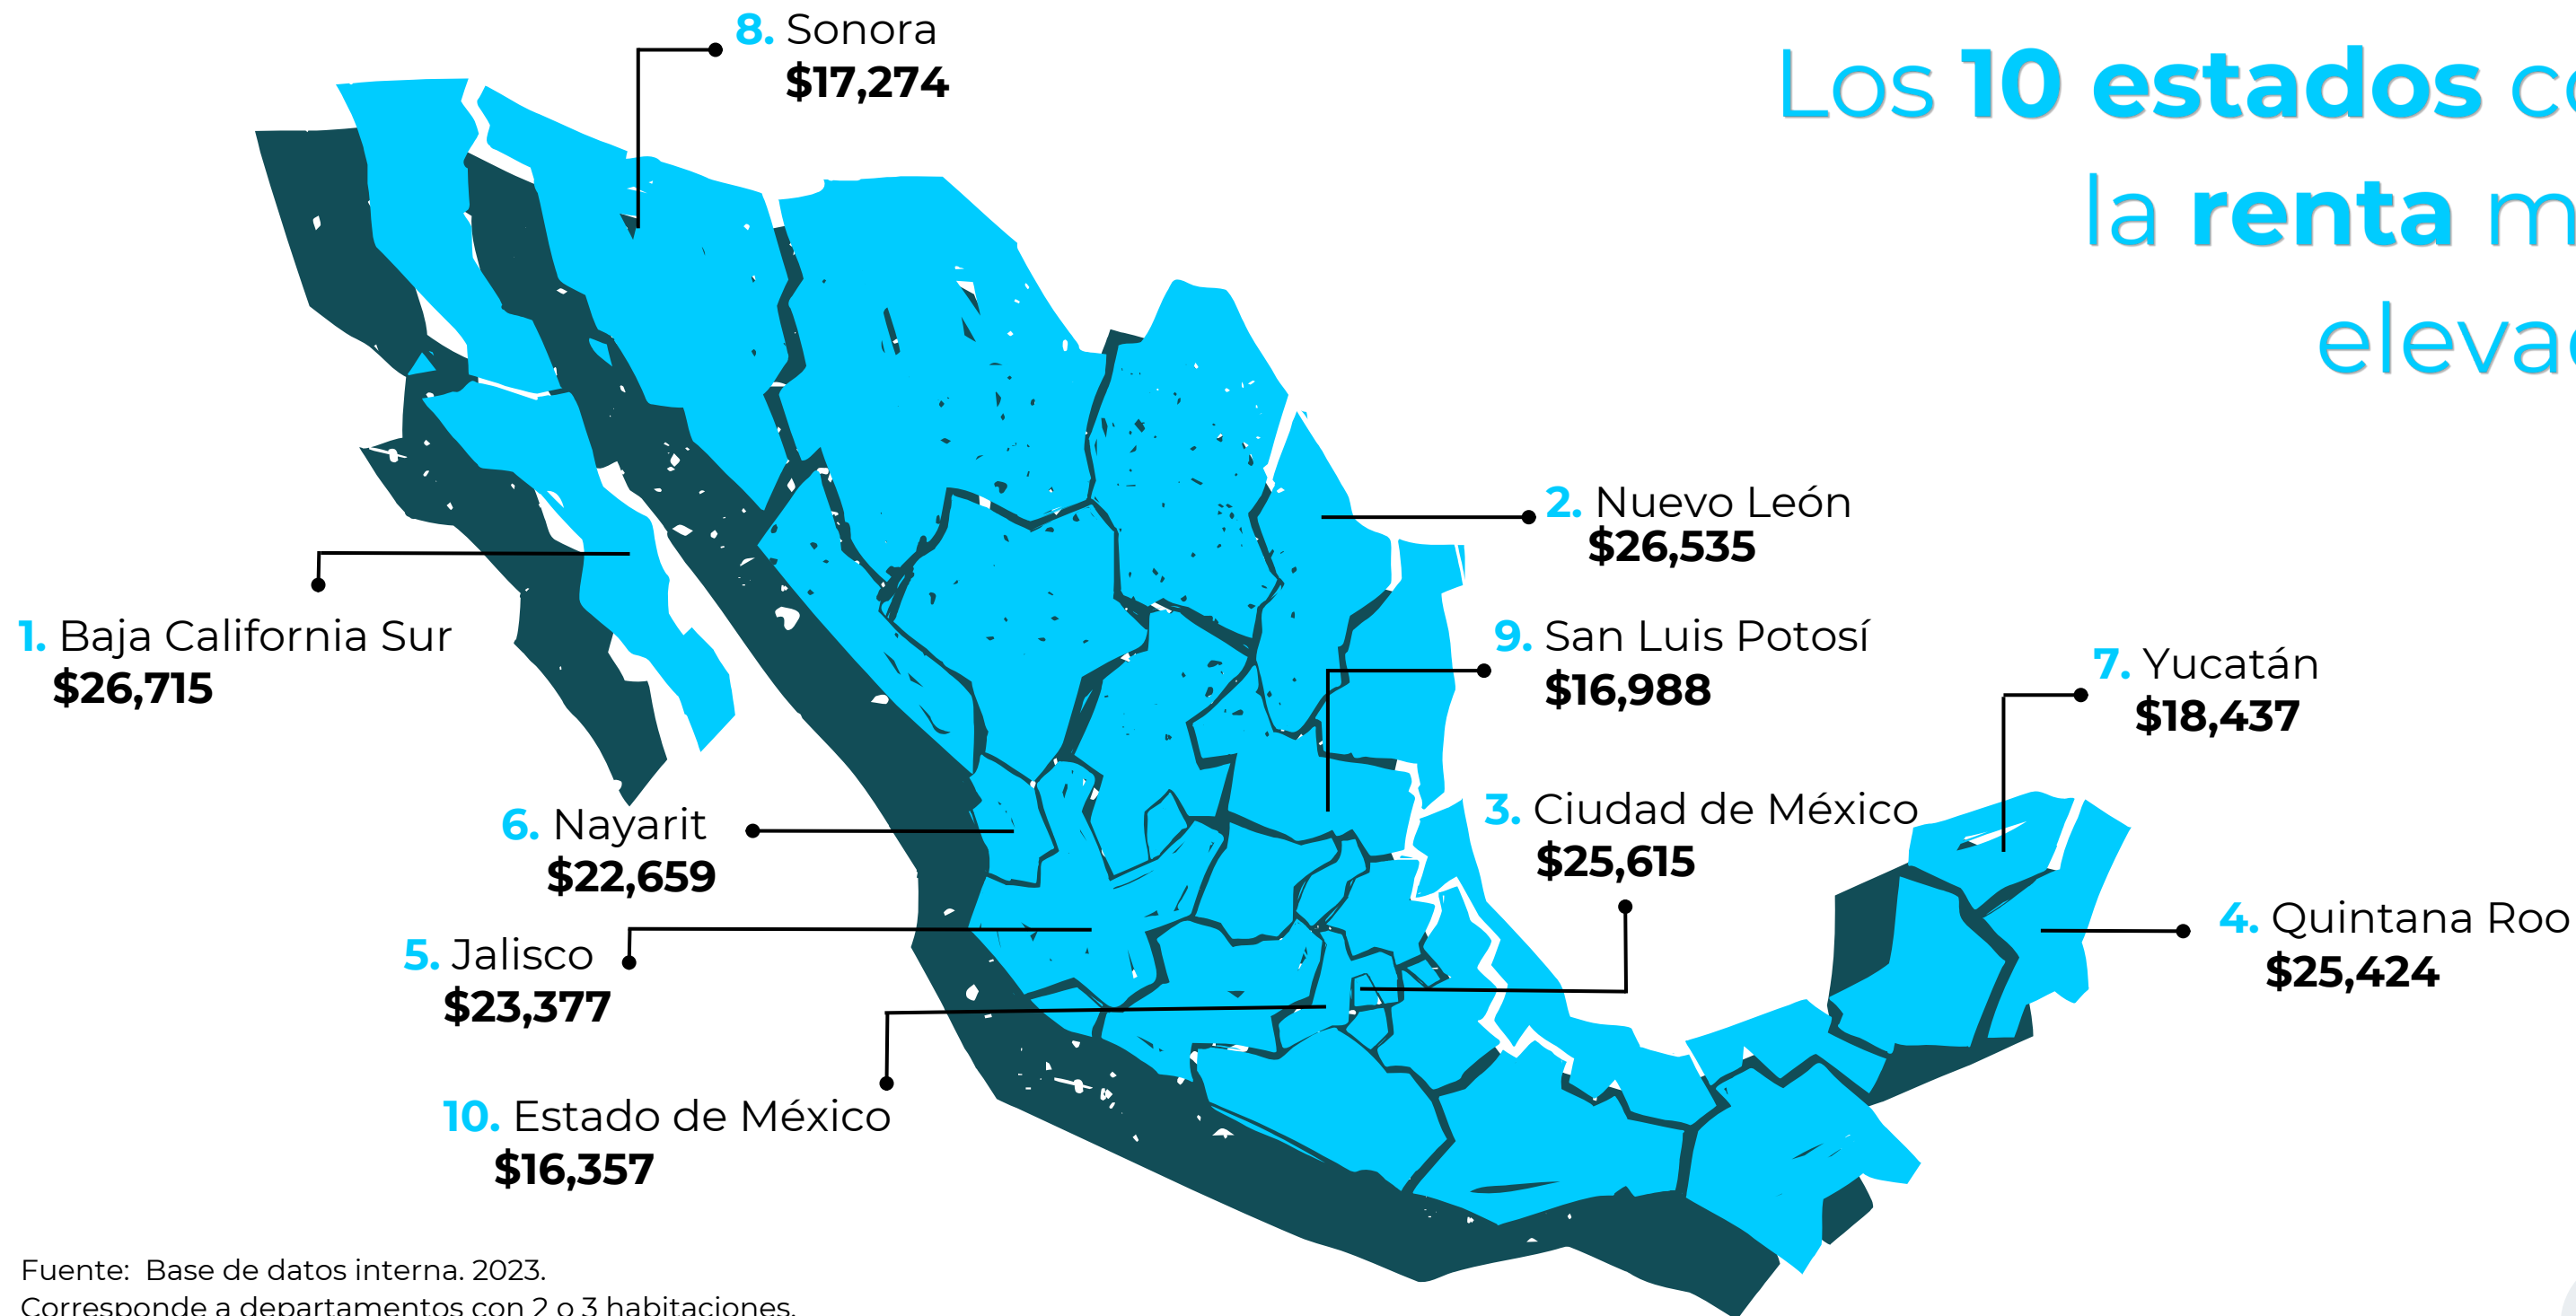 Los 10 estados
la renta
8. Sonora
$17,274
2. Nuevo León
$26,535
1. Baja California Sur
$26,715
9. San Luis Potosí
$16,988
7. Yucatán
$18,437
6. Nayarit
$22,659
3. Ciudad de México
$25,615
5. Jalisco
$23,377
4. Quintana Roo
$25,424
10. Estado de México
$16,357
Fuente: Base de datos interna. 2023.
Corresponde a departamentos con 2 o 3 habitaciones.